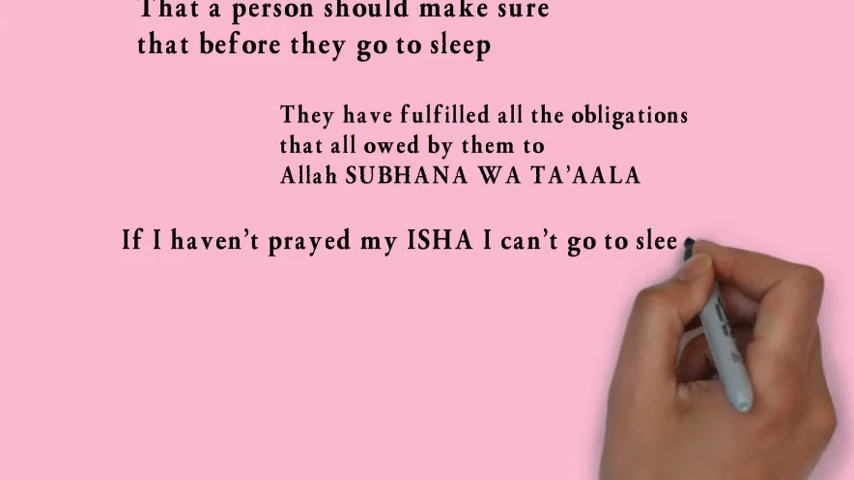 That a person should make sure
that before they go to sleep
They have fulfilled all the obligations
that all owed by them to
Allah SUBHANA WA TA'AALA
If I haven't prayed my ISHA I can't go to slee